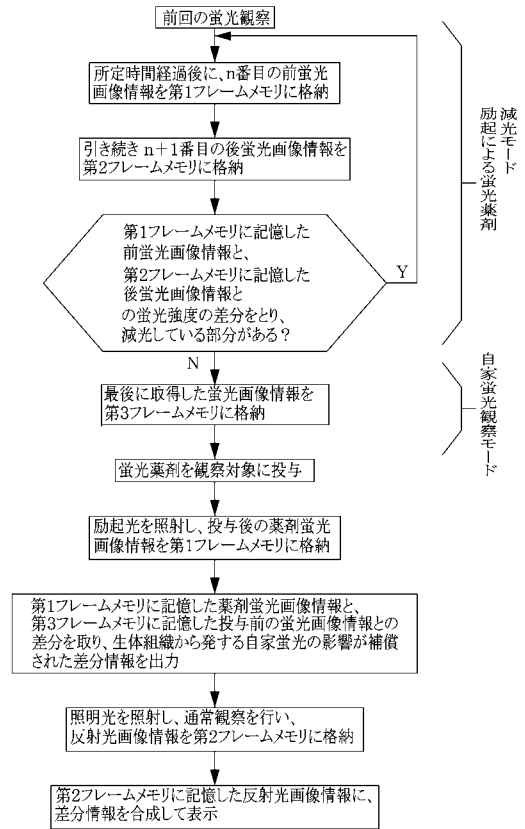 前回の蛍光観察
所定時間経過後に、n番目の前蛍光
画像情報を第1フレームメモリに格納
引き続きn+1番目の後蛍光画像情報を
第2フレームメモリに格納
第1フレームメモリに記憶した
前蛍光画像情報と、
第2フレームメモリに記憶した
後蛍光画像情報と
の蛍光強度の差分をとり、
減光している部分がある?
Y
N
励起による蛍光薬剤
減光モード
最後に取得した蛍光画像情報を
第3フレームメモリに格納
自家蛍光観察モード
蛍光薬剤を観察対象に投与
励起光を照射し、投与後の薬剤蛍光
画像情報を第1フレームメモリに格納
第1フレームメモリに記憶した薬剤蛍光画像情報と、
第3フレームメモリに記憶した投与前の蛍光画像情報との
差分を取り、生体組織から発する自家蛍光の影響が補償
された差分情報を出力
照明光を照射し、通常観察を行い、
反射光画像情報を第2フレームメモリに格納
第2フレームメモリに記憶した反射光画像情報に、
差分情報を合成して表示